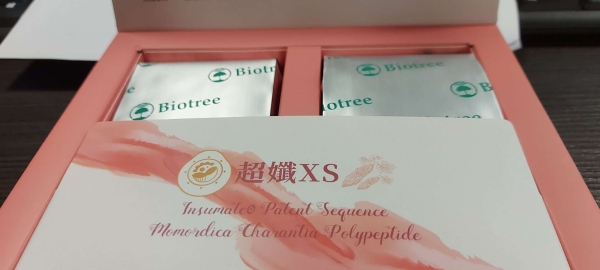 Biotree
Biotree
Biotree
Biotree
超孅XS
Insumate® Patent Sequence
Momordica Charantia Polypeptide